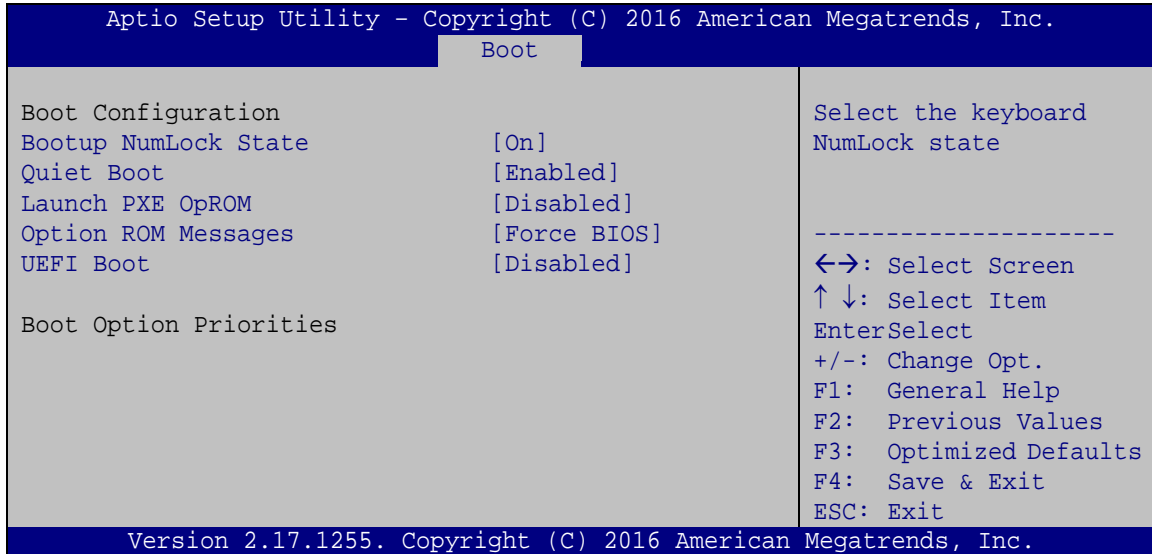 Aptio Setup Utility – Copyright (C) 2016 American Megatrends, Inc.
Boot
Boot Configuration
Bootup NumLock State [On]
Quiet Boot [Enabled]
Launch PXE OpROM [Disabled]
Option ROM Messages [Force BIOS]
UEFI Boot [Disabled]
Boot Option Priorities
Select the keyboard
NumLock state
---------------------
←→: Select Screen
↑ ↓: Select Item
EnterSelect
+/-: Change Opt.
F1: General Help
F2: Previous Values
F3: Optimized Defaults
F4: Save & Exit
ESC: Exit
Version 2.17.1255. Copyright (C) 2016 American Megatrends, Inc.